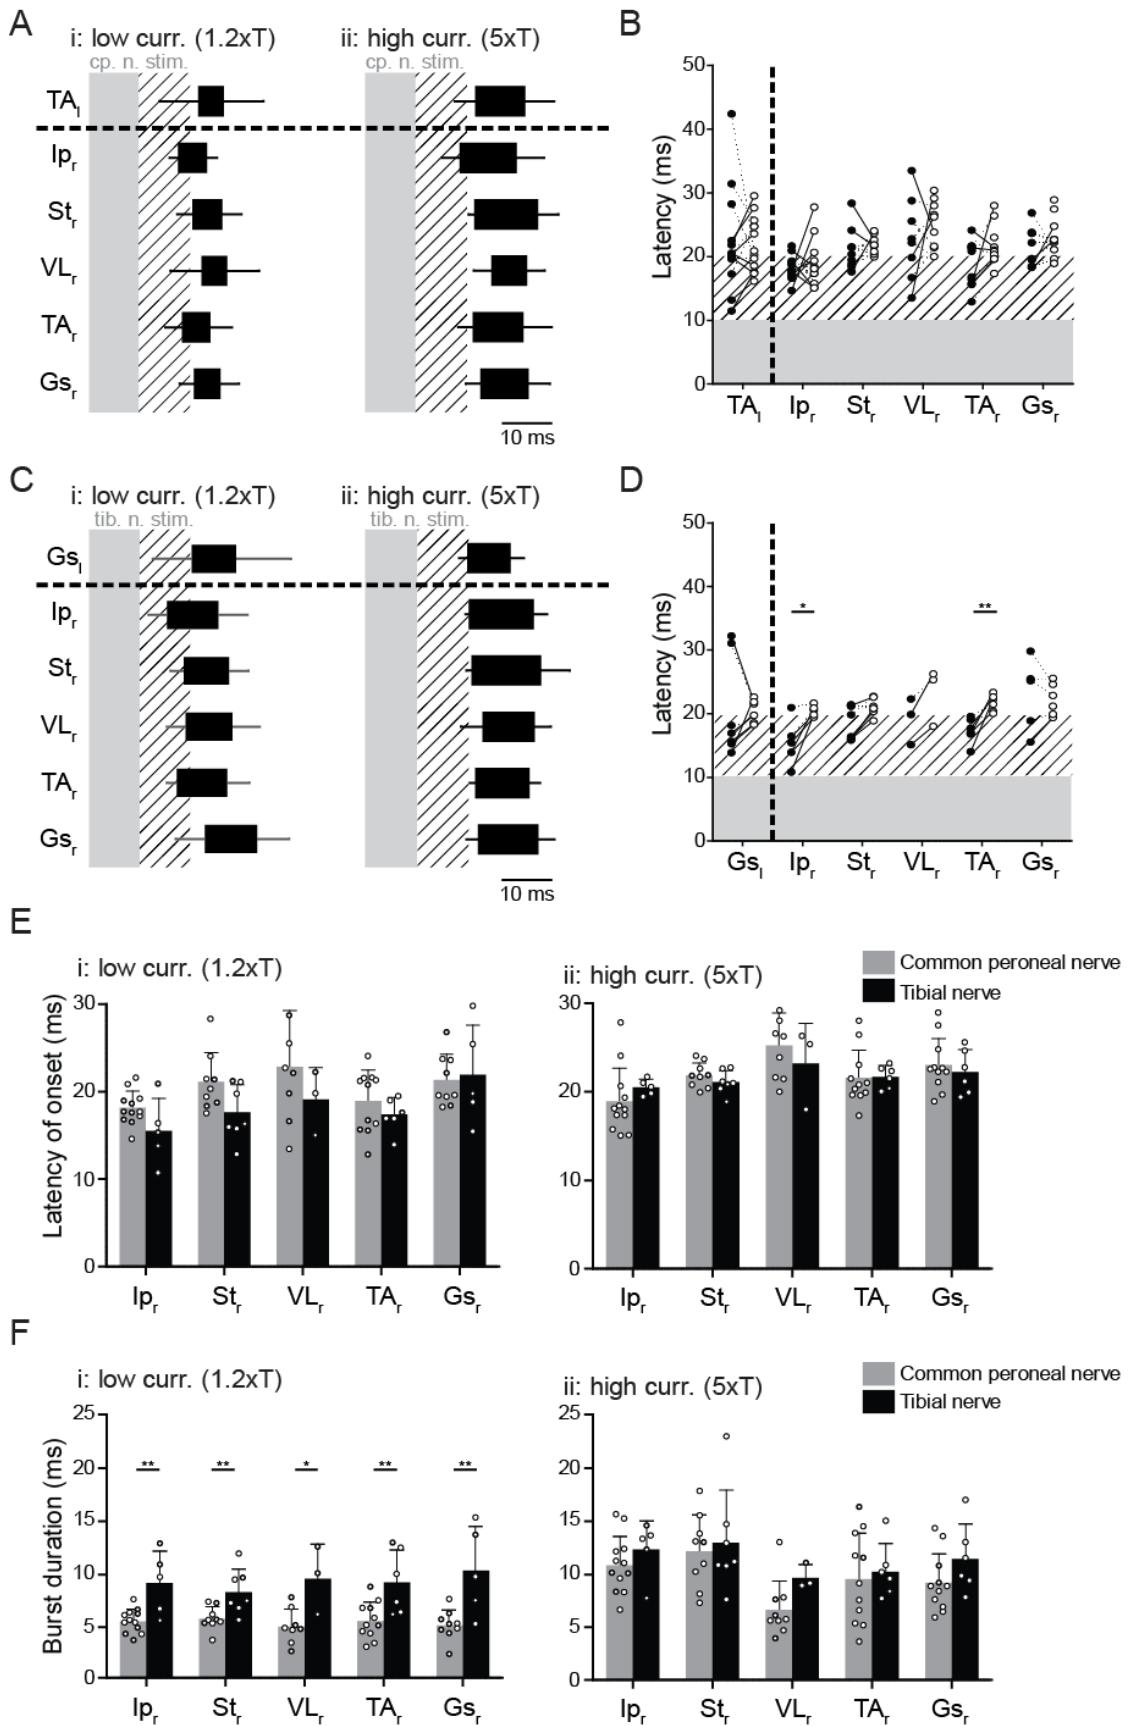 A
i: low curr. (1.2xT)
ii: high curr. (5xT)
cp. n. stim.
cp. n. stim.
TAl
Ipr
Str
VLr
TAr
Gsr
10 ms
B
Latency (ms)
50
40
30
20
10
0
TAl Ipr Str VLr TAr Gsr
C
i: low curr. (1.2xT)
ii: high curr. (5xT)
tib. n. stim.
tib. n. stim.
Gsl
Ipr
Str
VLr
TAr
Gsr
10 ms
D
Latency (ms)
50
40
30
20
10
0
* **
Gsl Ipr Str VLr TAr Gsr
E
i: low curr. (1.2xT)
Latency of onset (ms)
30
20
10
0
Ipr Str VLr TAr Gsr
ii: high curr. (5xT)
Common peroneal nerve
Tibial nerve
30
20
10
0
Ipr Str VLr TAr Gsr
F
i: low curr. (1.2xT)
Burst duration (ms)
25
20
15
10
5
0
** ** * ** **
Ipr Str VLr TAr Gsr
ii: high curr. (5xT)
Common peroneal nerve
Tibial nerve
25
20
15
10
5
0
Ipr Str VLr TAr Gsr